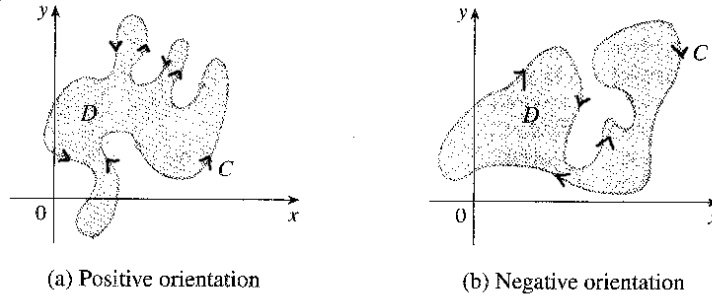 y
D
C
0
x
(a) Positive orientation
y
C
D
0
x
(b) Negative orientation